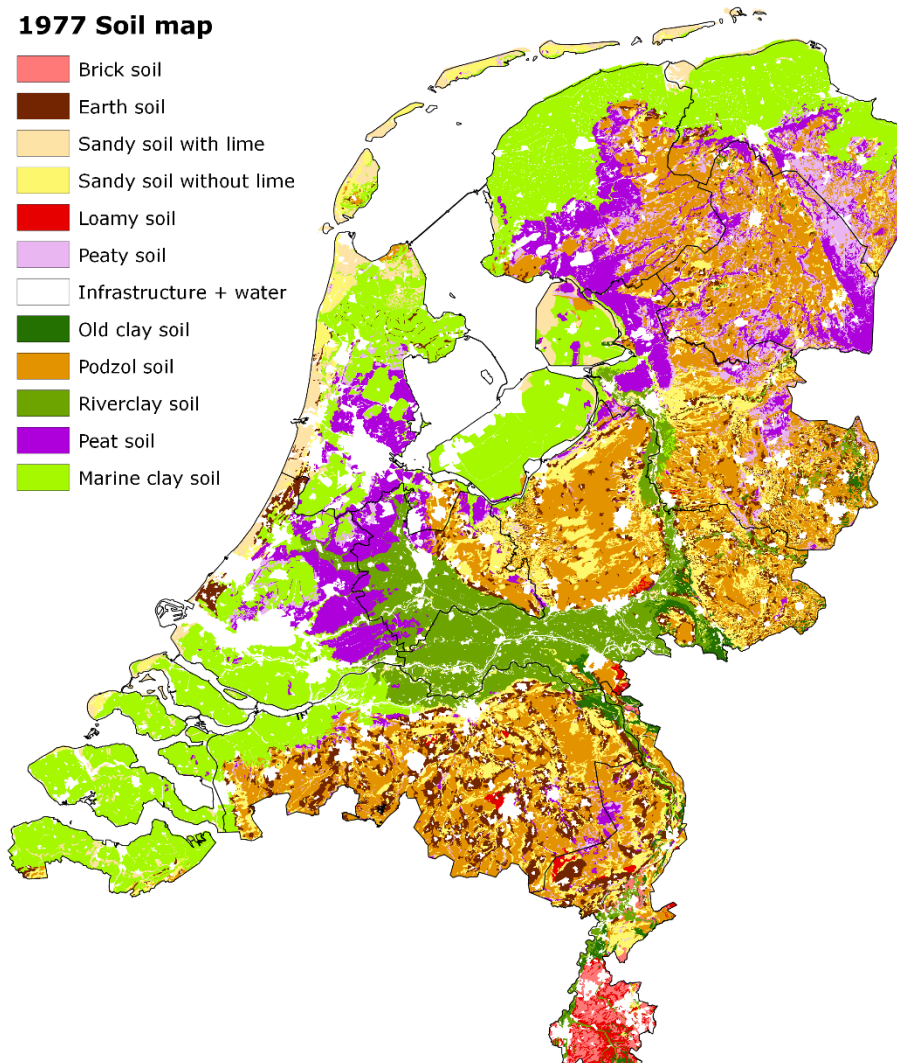 1977 Soil map
Brick soil
Earth soil
Sandy soil with lime
Sandy soil without lime
Loamy soil
Peaty soil
Infrastructure + water
Old clay soil
Podzol soil
Riverclay soil
Peat soil
Marine clay soil